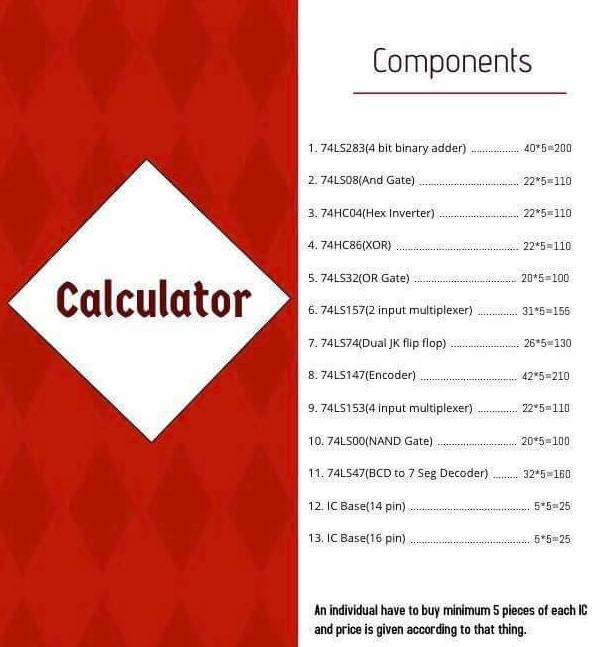 Calculator
Components
1. 74LS283(4 bit binary adder) ................ 40*5=200
2. 74LS08(And Gate) ................................. 22*5=110
3. 74HC04(Hex Inverter) .......................... 22*5=110
4. 74HC86(XOR) ........................................ 22*5=110
5. 74LS32(OR Gate) ................................... 20*5=100
6. 74LS157(2 input multiplexer) ............. 31*5=155
7. 74LS74(Dual JK flip flop) ...................... 26*5=130
8. 74LS147(Encoder) ................................ 42*5=210
9. 74LS153(4 input multiplexer) ............. 22*5=110
10. 74LS00(NAND Gate) .......................... 20*5=100
11. 74LS47(BCD to 7 Seg Decoder) ........ 32*5=160
12. IC Base(14 pin) ....................................... 5*5=25
13. IC Base(16 pin) ....................................... 5*5=25
An individual have to buy minimum 5 pieces of each IC
and price is given according to that thing.